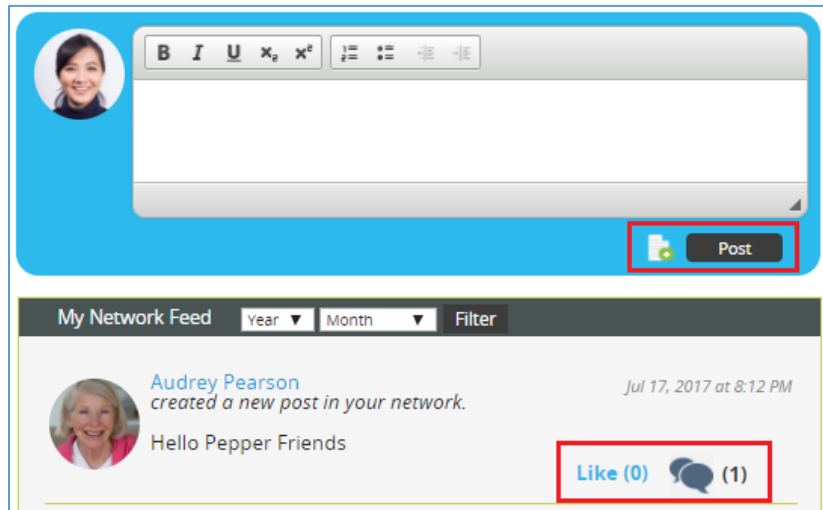 B I U x₂ x²
Post
My Network Feed Year ▼ Month ▼ Filter
Audrey Pearson Jul 17, 2017 at 8:12 PM
created a new post in your network.
Hello Pepper Friends
Like (0) (1)